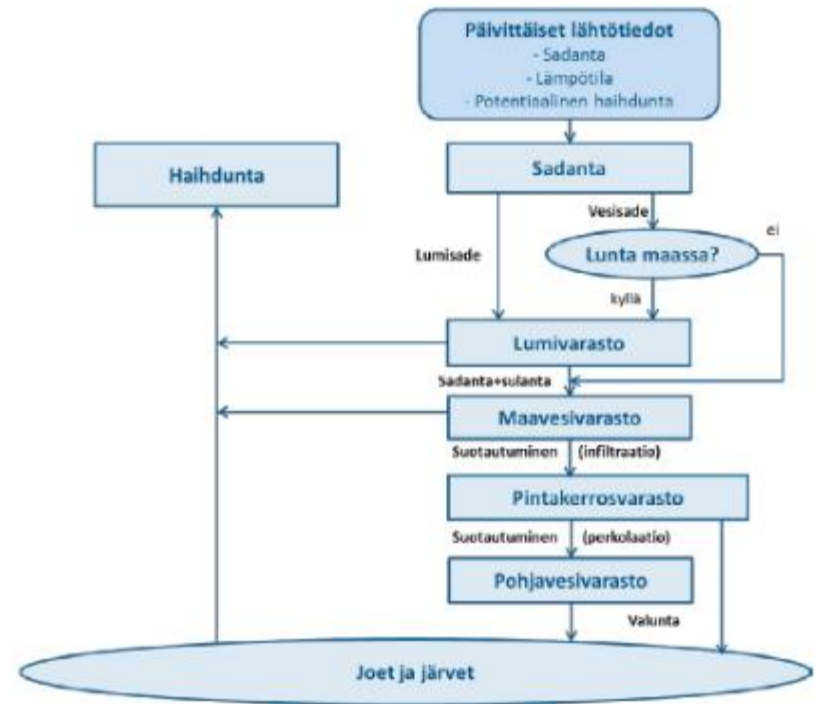 Päivittäiset lähtötiedot
- Sadanta
- Lämpötila
- Potentiaalinen haihdunta
Haihdunta
Sadanta
Vesisade
ei
Lumisade
Lunta maassa?
kyllä
Lumivarasto
Sadanta+sulanta
Maavesivarasto
Suotautuminen (infiltraatio)
Pintakerrosvarasto
Suotautuminen (perkolaatio)
Pohjavesivarasto
Valunta
Joet ja järvet